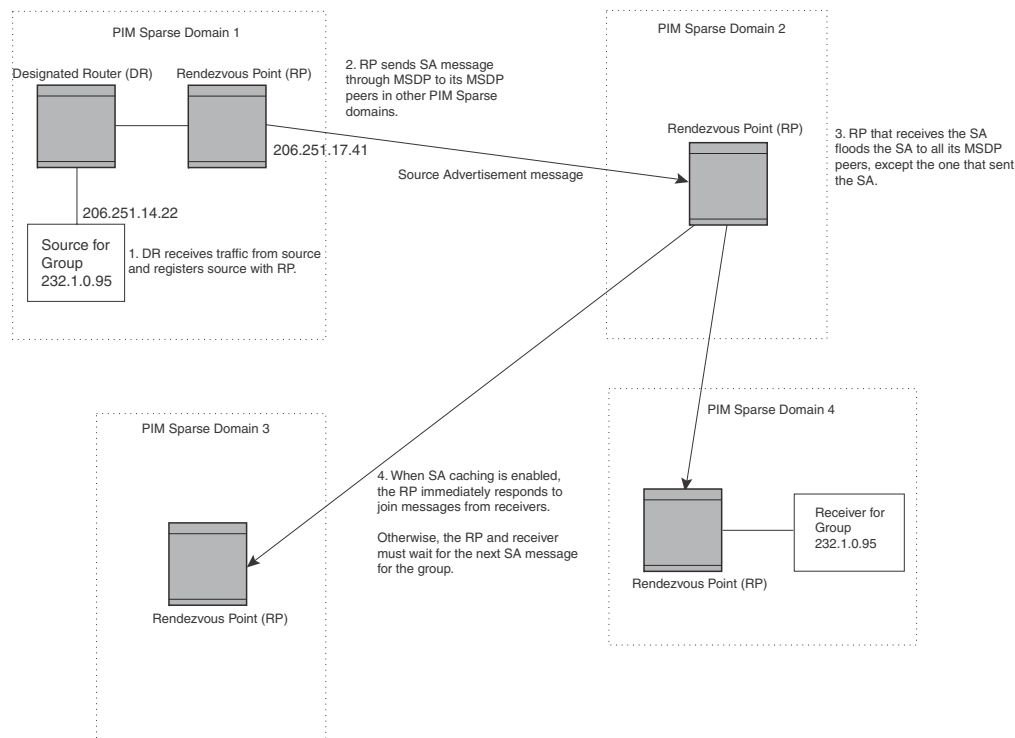 PIM Sparse Domain 1
PIM Sparse Domain 2
Designated Router (DR)
Rendezvous Point (RP)
2. RP sends SA message
through MSDP to its MSDP
peers in other PIM Sparse
domains.
Rendezvous Point (RP)
3. RP that receives the SA
floods the SA to all its MSDP
peers, except the one that sent
the SA.
206.251.17.41
Source Advertisement message
206.251.14.22
Source for
Group
232.1.0.95
1. DR receives traffic from source
and registers source with RP.
PIM Sparse Domain 3
PIM Sparse Domain 4
4. When SA caching is enabled,
the RP immediately responds to
join messages from receivers.
Otherwise, the RP and receiver
must wait for the next SA message
for the group.
Receiver for
Group
232.1.0.95
Rendezvous Point (RP)
Rendezvous Point (RP)